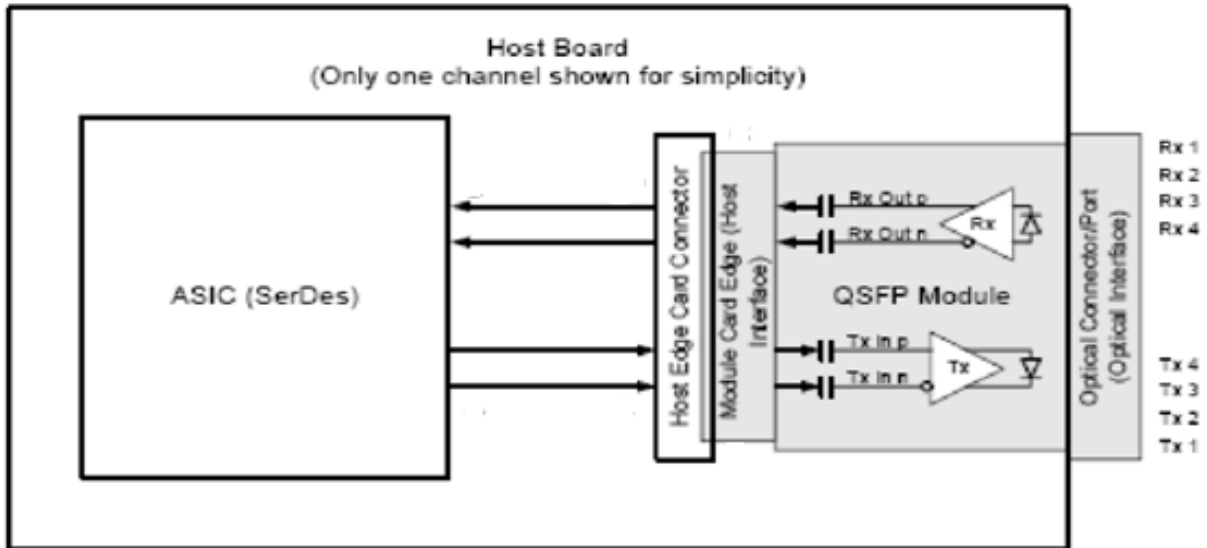 Host Board
(Only one channel shown for simplicity)
ASIC (SerDes)
Host Edge Card Connector
Module Card Edge (Host
Interface)
Rx Out p
Rx Out n
Rx
QSFP Module
Tx In p
Tx In n
Tx
Optical Connector/Port
(Optical Interface)
Rx 1
Rx 2
Rx 3
Rx 4
Tx 4
Tx 3
Tx 2
Tx 1